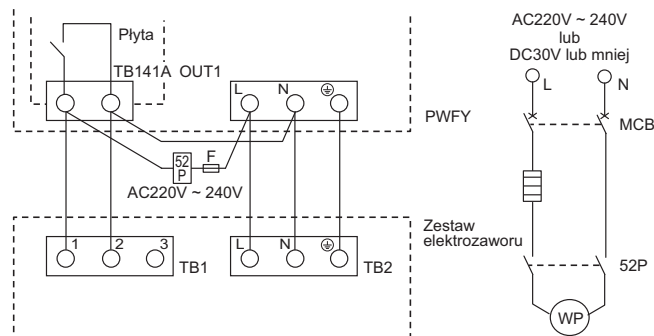 Płyta
TB141A OUT1
L N
52
P
F
AC220V ~ 240V
PWFY
1 2 3
TB1
L N
TB2
Zestaw
elektrozaworu
AC220V ~ 240V
lub
DC30V lub mniej
L N
MCB
52P
WP